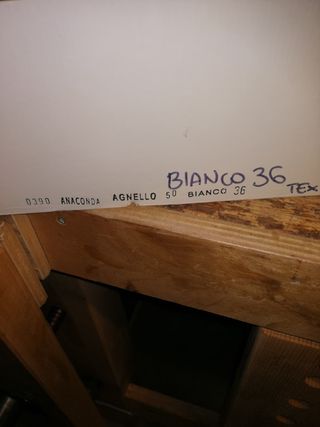 BIANCO 36
TEX
0390 ANACONDA AGNELLO 50 BIANCO 36